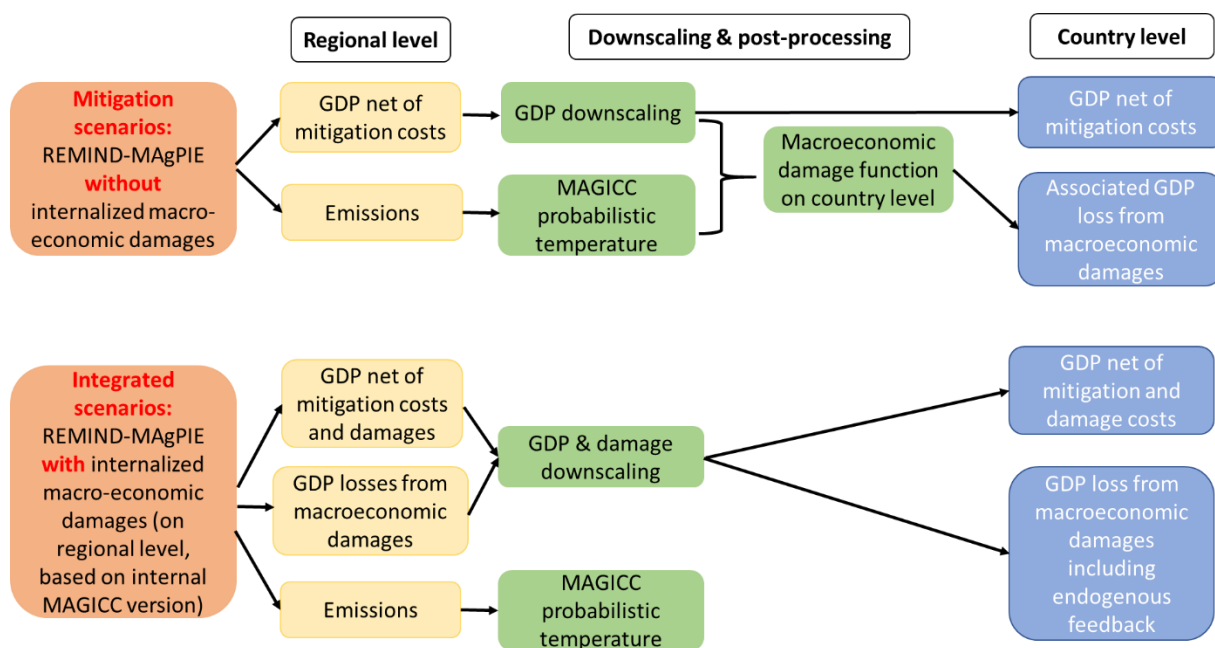 Regional level
Downscaling & post-processing
Country level
Mitigation
scenarios:
REMIND-MAgPIE
without
internalized macro-
economic damages
GDP net of
mitigation costs
Emissions
GDP downscaling
MAGICC
probabilistic
temperature
Macroeconomic
damage function
on country level
GDP net of
mitigation costs
Associated GDP
loss from
macroeconomic
damages
Integrated
scenarios:
REMIND-MAgPIE
with internalized
macro-economic
damages (on
regional level,
based on internal
MAGICC version)
GDP net of
mitigation costs
and damages
GDP losses from
macroeconomic
damages
Emissions
GDP & damage
downscaling
MAGICC
probabilistic
temperature
GDP net of
mitigation and
damage costs
GDP loss from
macroeconomic
damages
including
endogenous
feedback